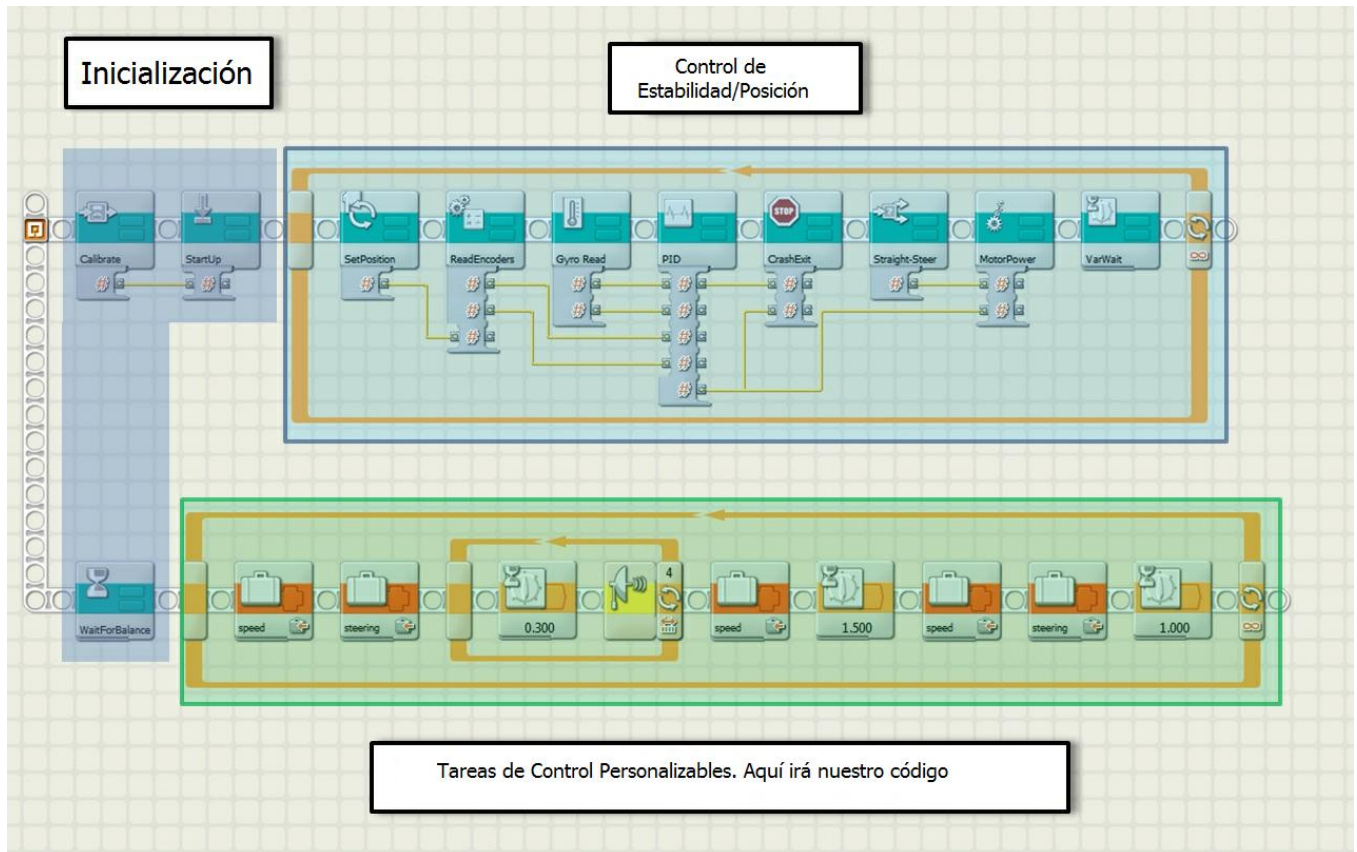 Inicialización
Control de
Estabilidad/Posición
Calibrate
StartUp
SetPosition
ReadEncoders
Gyro Read
PID
STOP
CrashExit
Straight-Steer
MotorPower
VarWait
WaitForBalance
speed
steering
0.300
4
speed
1.500
speed
steering
1.000
Tareas de Control Personalizables. Aquí irá nuestro código